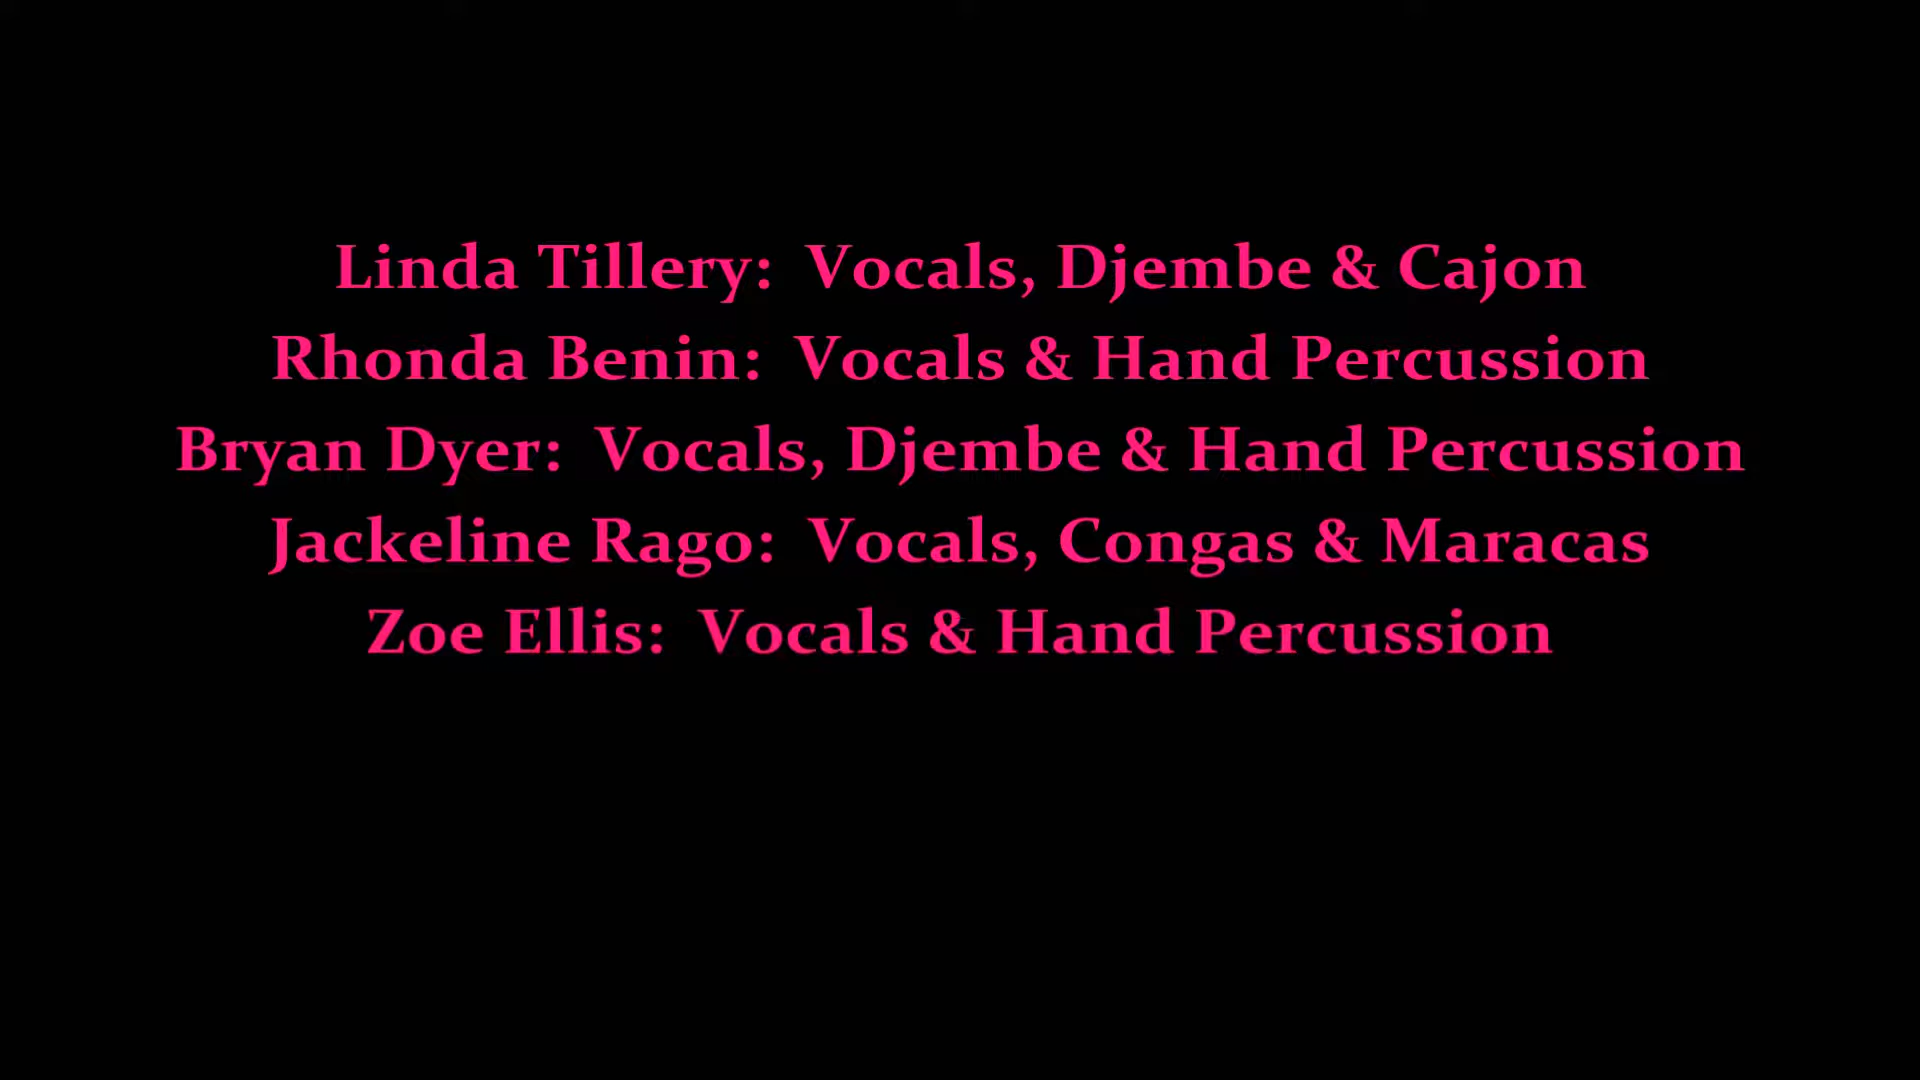 Linda Tillery:  Vocals, Djembe & Cajon
Rhonda Benin:  Vocals & Hand Percussion
Bryan Dyer:  Vocals, Djembe & Hand Percussion
Jackeline Rago:  Vocals, Congas & Maracas
Zoe Ellis:  Vocals & Hand Percussion